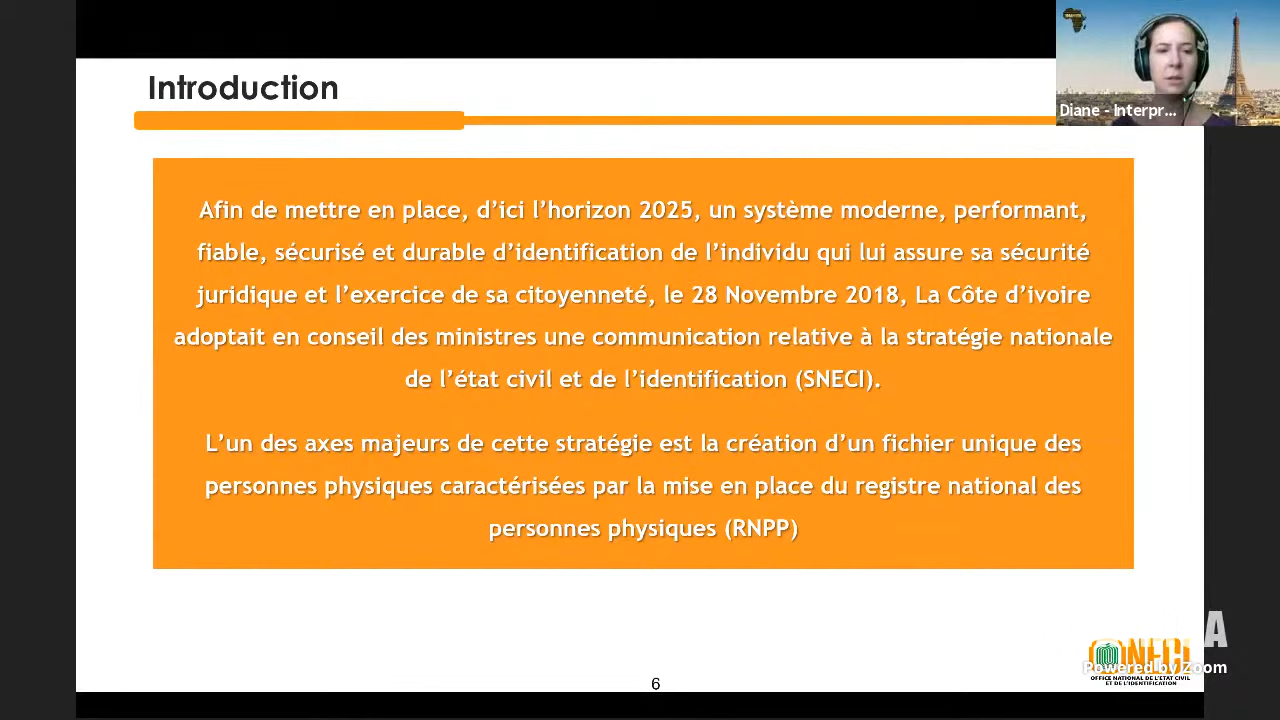 Introduction
Diane - Interpr...
Afin de mettre en place, d'ici l'horizon 2025, un système moderne, performant,
fiable, sécurisé et durable d'identification de l'individu qui lui assure sa sécurité
juridique et l'exercice de sa citoyenneté, le 28 Novembre 2018, La Côte d'ivoire
adoptait en conseil des ministres une communication relative à la stratégie nationale
de l'état civil et de l'identification (SNECI).
L'un des axes majeurs de cette stratégie est la création d'un fichier unique des
personnes physiques caractérisées par la mise en place du registre national des
personnes physiques (RNPP)
A
ONECI
Powered by Zoom
OFFICE NATIONAL DE L'ETAT CIVIL
ET DE L'IDENTIFICATION
6